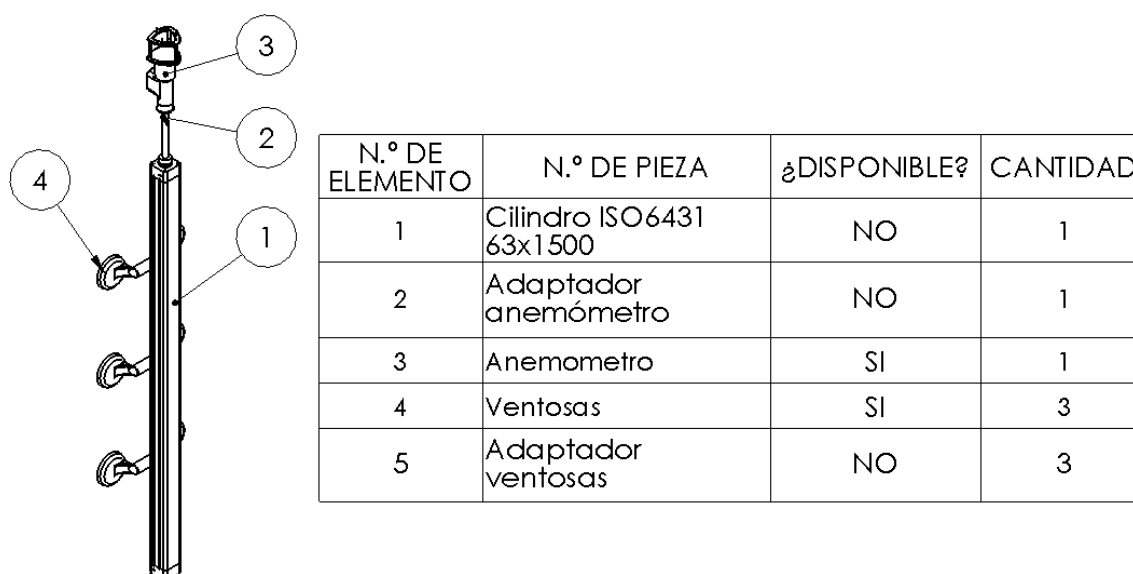 3
2
4
1
N.º DE ELEMENTO N.º DE PIEZA ¿DISPONIBLE? CANTIDAD
1 Cilindro ISO6431 63x1500 NO 1
2 Adaptador anemómetro NO 1
3 Anemometro SI 1
4 Ventosas SI 3
5 Adaptador ventosas NO 3